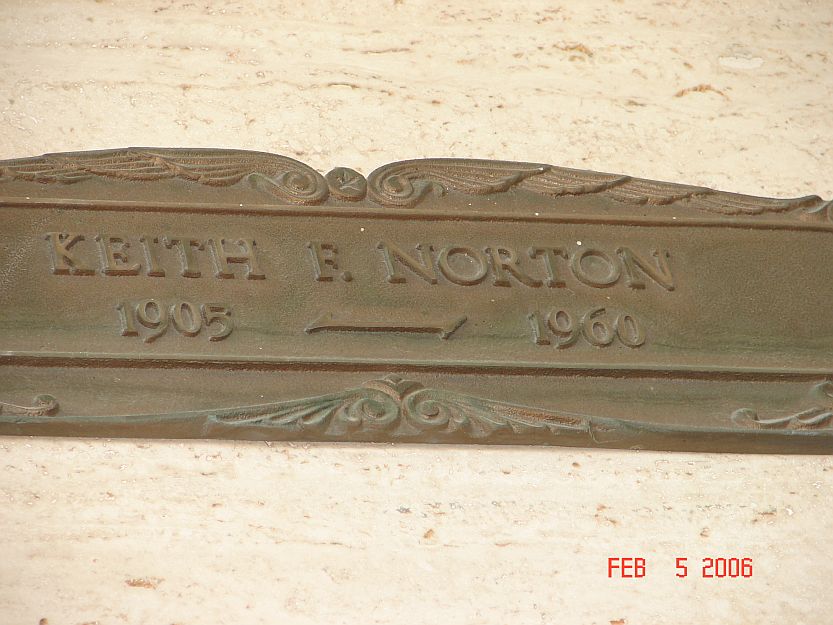 KEITH F. NORTON
1905 — 1960
FEB 5 2006